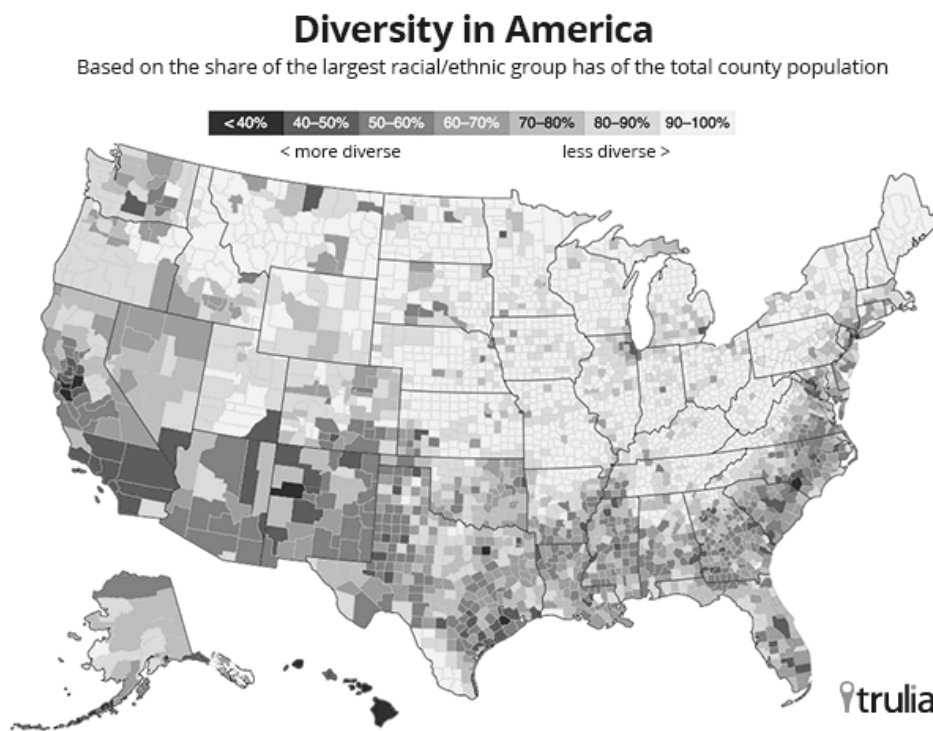 Diversity in America
Based on the share of the largest racial/ethnic group has of the total county population
<40% 40–50% 50–60% 60–70% 70–80% 80–90% 90–100%
< more diverse less diverse >
trulia